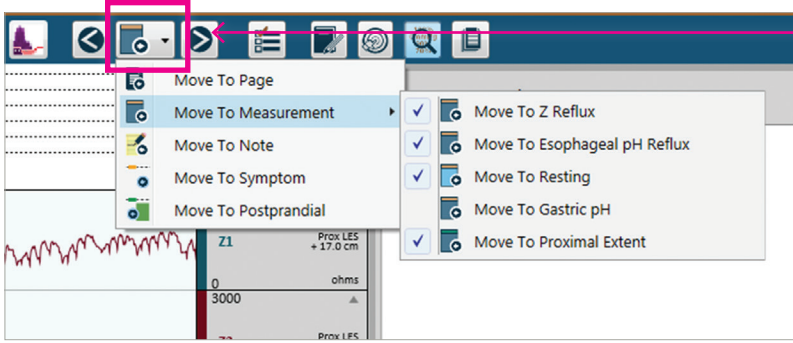 Move To Page
Move To Measurement
Move To Note
Move To Symptom
Move To Postprandial
Move To Z Reflux
Move To Esophageal pH Reflux
Move To Resting
Move To Gastric pH
Move To Proximal Extent
Z1
Prox LES
+ 17.0 cm
0
ohms
3000
Prox LES